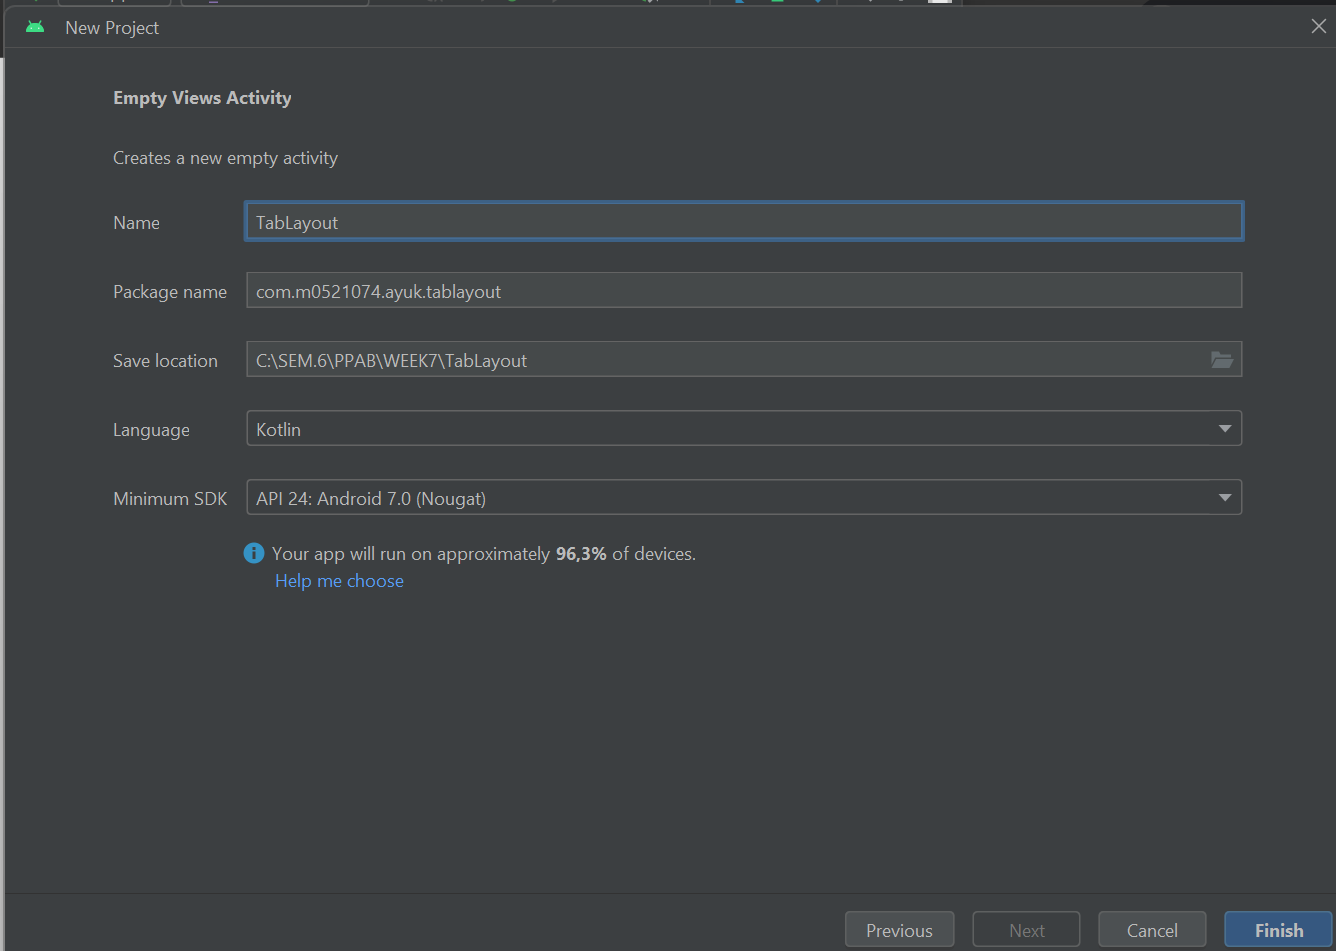 New Project
Empty Views Activity
Creates a new empty activity
Name TabLayout
Package name com.m0521074.ayuk.tablayout
Save location C:\SEM.6\PPAB\WEEK7\TabLayout
Language Kotlin
Minimum SDK API 24: Android 7.0 (Nougat)
Your app will run on approximately 96,3% of devices.
Help me choose
Previous Next Cancel Finish